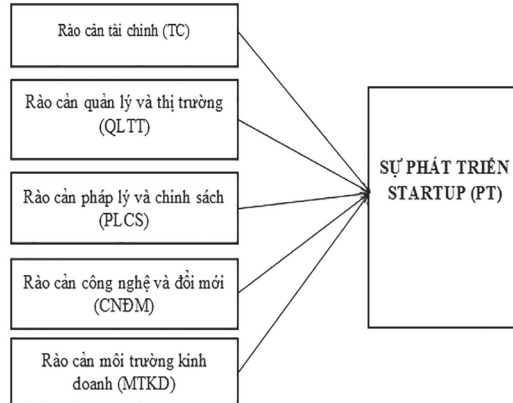 Rào cản tài chính (TC)
Rào cản quản lý và thị trường
(QLTT)
Rào cản pháp lý và chính sách
(PLCS)
Rào cản công nghệ và đổi mới
(CNĐM)
Rào cản môi trường kinh
doanh (MTKD)
SỰ PHÁT TRIỂN
STARTUP (PT)